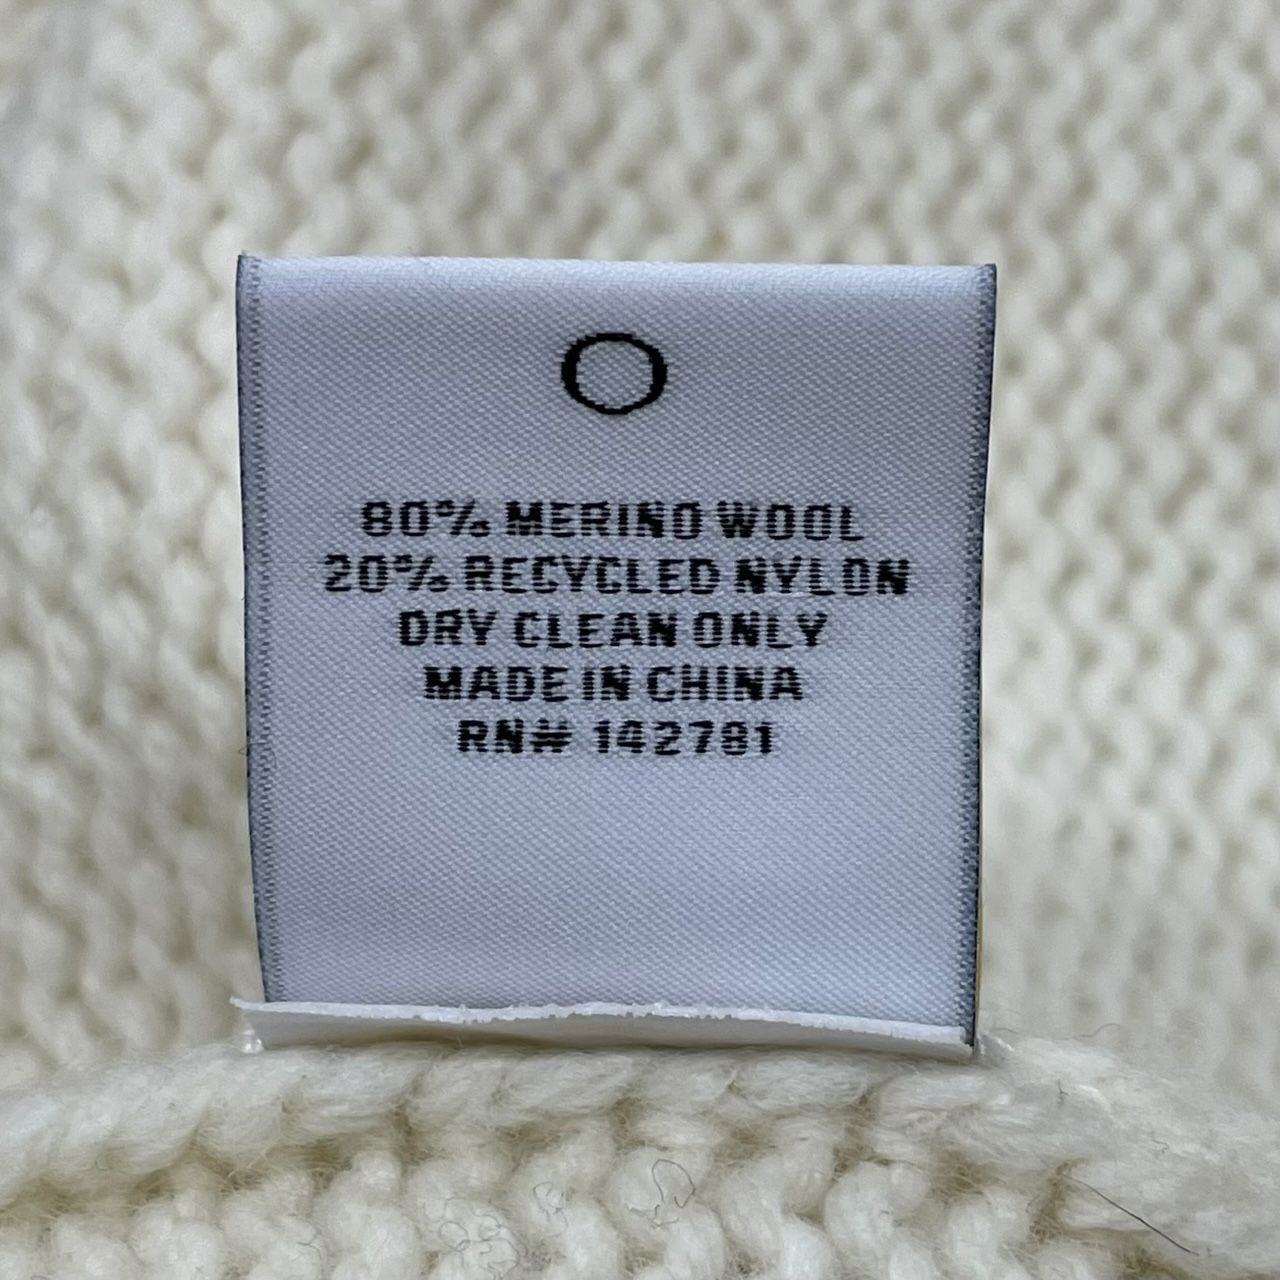 80% MERINO WOOL
20% RECYCLED NYLON
DRY CLEAN ONLY
MADE IN CHINA
RN# 142781